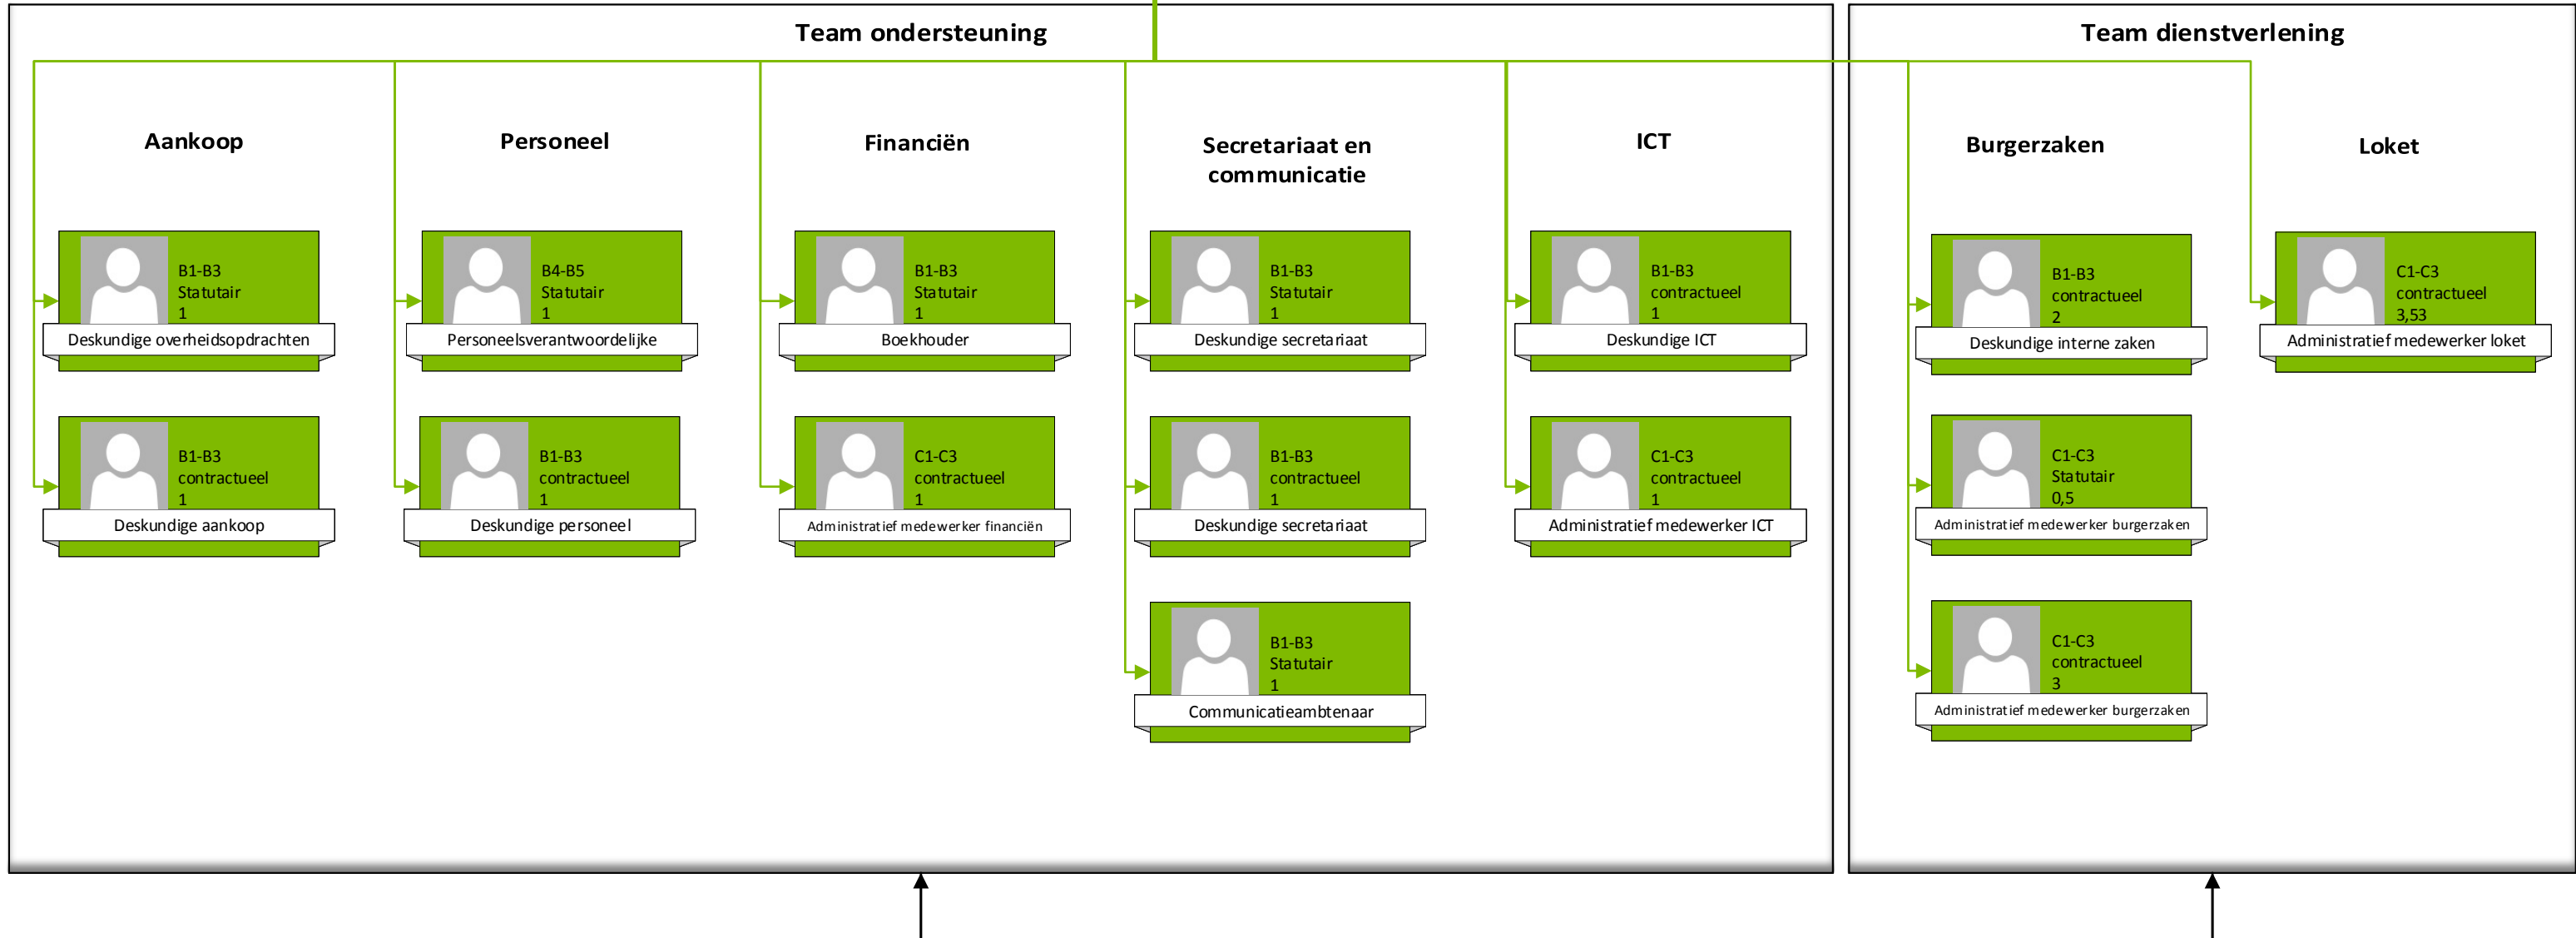 Team ondersteuning
Aankoop
B1-B3
Statutair
1
Deskundige overheidsopdrachten
B1-B3
contractueel
1
Deskundige aankoop
Personeel
B4-B5
Statutair
1
Personeelsverantwoordelijke
B1-B3
contractueel
1
Deskundige personeel
Financiën
B1-B3
Statutair
1
Boekhouder
C1-C3
contractueel
1
Administratief medewerker financiën
Secretariaat en
communicatie
B1-B3
Statutair
1
Deskundige secretariaat
B1-B3
contractueel
1
Deskundige secretariaat
B1-B3
Statutair
1
Communicatieambtenaar
ICT
B1-B3
contractueel
1
Deskundige ICT
C1-C3
contractueel
1
Administratief medewerker ICT
Team dienstverlening
Burgerzaken
B1-B3
contractueel
2
Deskundige interne zaken
C1-C3
Statutair
0,5
Administratief medewerker burgerzaken
C1-C3
contractueel
3
Administratief medewerker burgerzaken
Loket
C1-C3
contractueel
3,53
Administratief medewerker loket